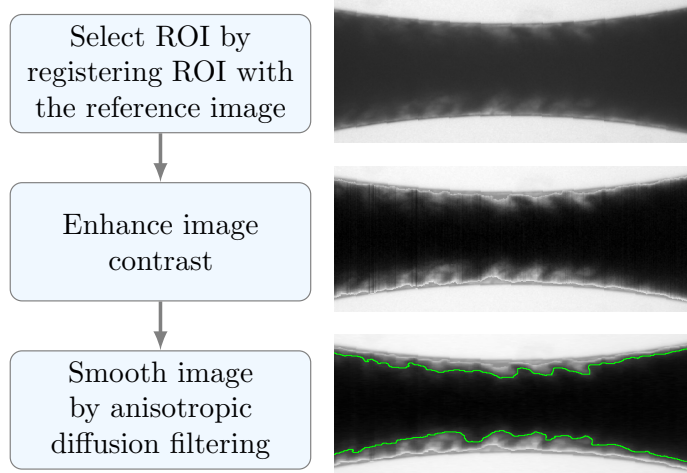 Select ROI by
registering ROI with
the reference image
Enhance image
contrast
Smooth image
by anisotropic
diffusion filtering